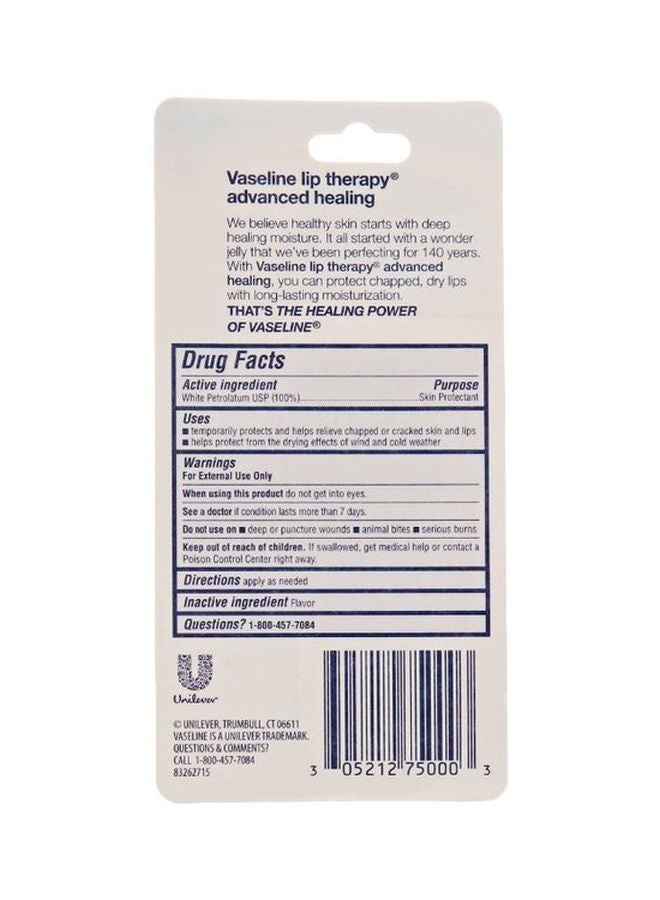 Vaseline lip therapy®
advanced healing
We believe healthy skin starts with deep
healing moisture. It all started with a wonder
jelly that we've been perfecting for 140 years.
With Vaseline lip therapy® advanced
healing, you can protect chapped, dry lips
with long-lasting moisturization.
THAT'S THE HEALING POWER
OF VASELINE®
Drug Facts
Active ingredient Purpose
White Petrolatum USP (100%)........................Skin Protectant
Uses
■ temporarily protects and helps relieve chapped or cracked skin and lips
■ helps protect from the drying effects of wind and cold weather
Warnings
For External Use Only
When using this product do not get into eyes.
See a doctor if condition lasts more than 7 days.
Do not use on ■ deep or puncture wounds ■ animal bites ■ serious burns
Keep out of reach of children. If swallowed, get medical help or contact a
Poison Control Center right away.
Directions apply as needed
Inactive ingredient Flavor
Questions? 1-800-457-7084
Unilever
© UNILEVER, TRUMBULL, CT 06611
VASELINE IS A UNILEVER TRADEMARK.
QUESTIONS & COMMENTS?
CALL 1-800-457-7084
83262715
3 05212 75000 3